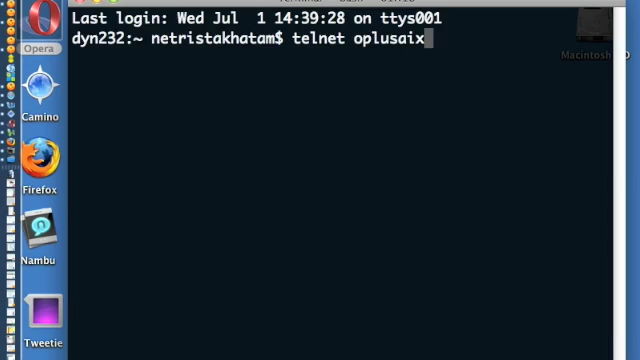 Last login: Wed Jul  1 14:39:28 on ttys001
dyn232:~ netristakhatam$ telnet oplusaix
Opera
Camino
Firefox
Nambu
Tweetie